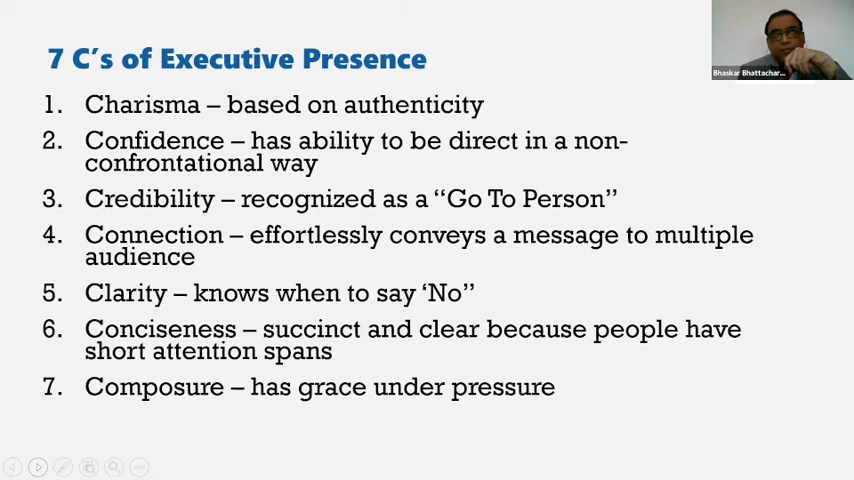 7 C's of Executive Presence
Bhaskar Bhattachar...
1. Charisma – based on authenticity
2. Confidence – has ability to be direct in a non-
confrontational way
3. Credibility – recognized as a “Go To Person”
4. Connection – effortlessly conveys a message to multiple
audience
5. Clarity – knows when to say ‘No”
6. Conciseness – succinct and clear because people have
short attention spans
7. Composure – has grace under pressure